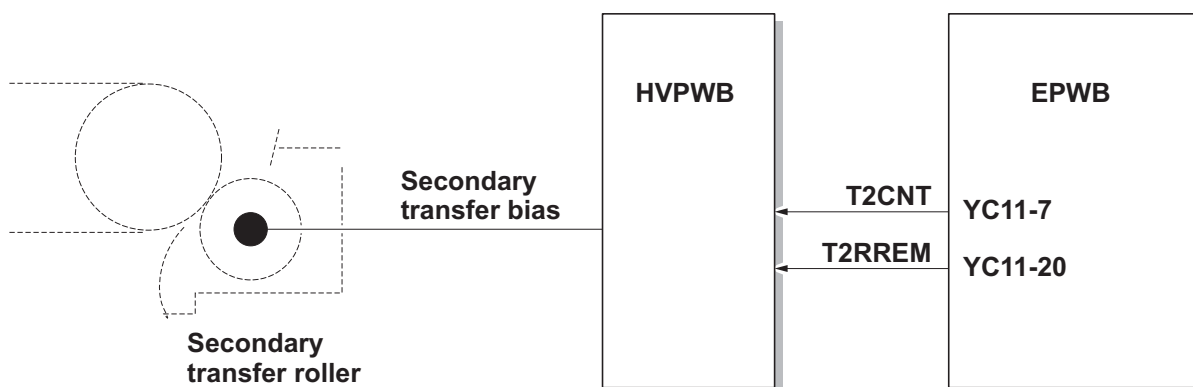 HVPWB
EPWB
Secondary
transfer bias
T2CNT
YC11-7
T2RREM
YC11-20
Secondary
transfer roller